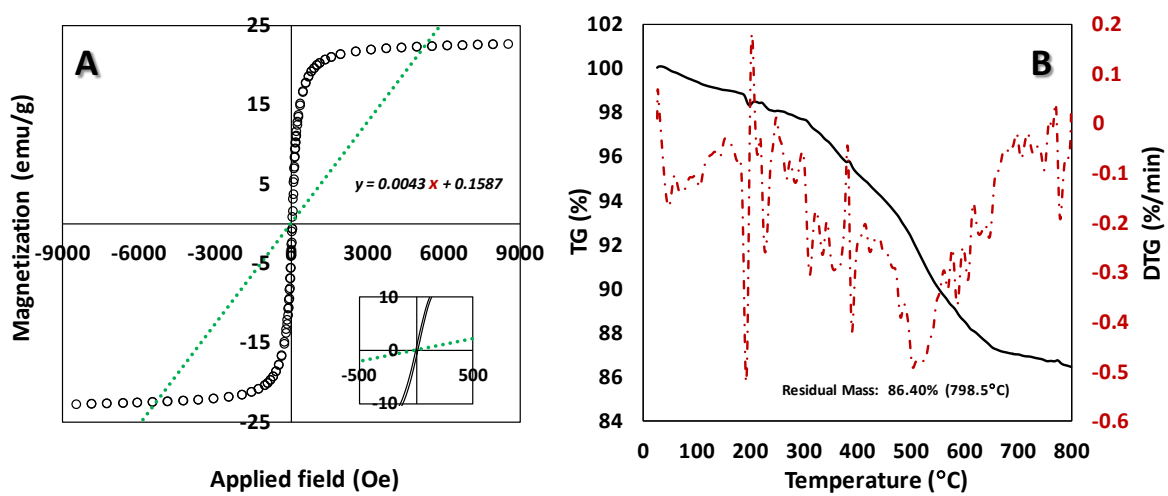 A
Magnetization (emu/g)
25
15
5
-5
-15
-25
-9000 -6000 -3000 0 3000 6000 9000
y = 0.0043 x + 0.1587
10
0
-10
-500 500
Applied field (Oe)
B
TG (%)
102
100
98
96
94
92
90
88
86
84
0 100 200 300 400 500 600 700 800
Temperature (°C)
Residual Mass: 86.40% (798.5°C)
0.2
0.1
0
-0.1
-0.2
-0.3
-0.4
-0.5
-0.6
DTG (%/min)